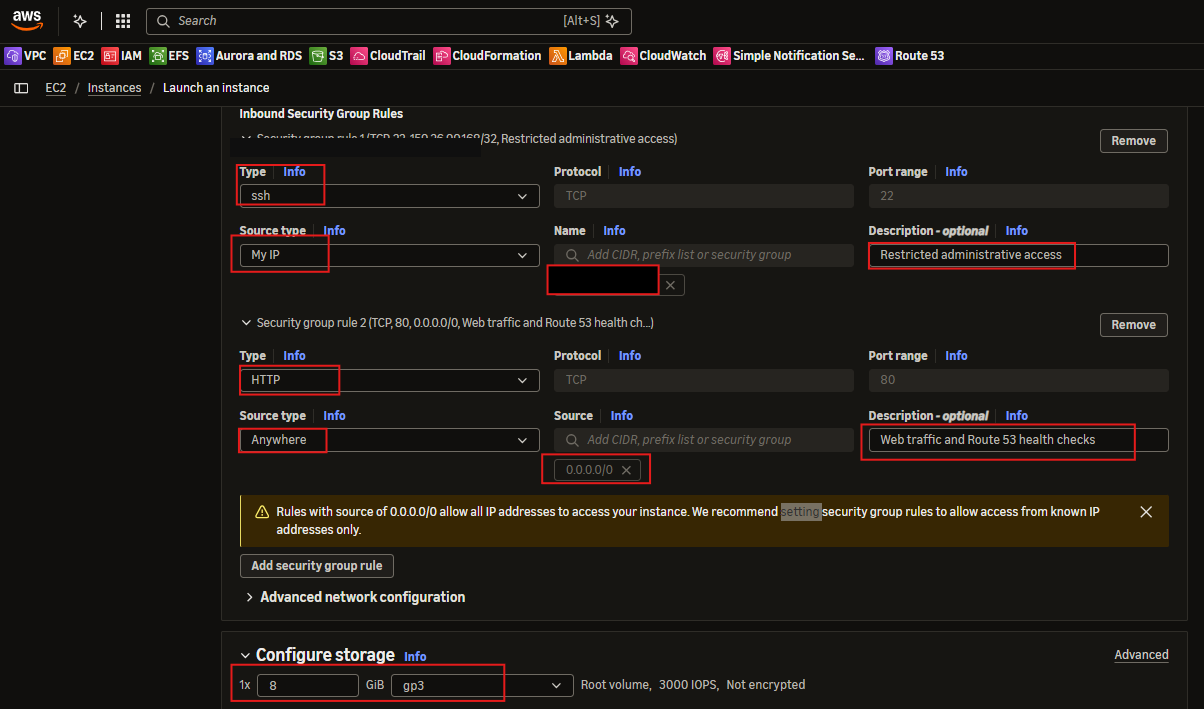 aws
Search [Alt+S]
VPC EC2 IAM EFS Aurora and RDS S3 CloudTrail CloudFormation Lambda CloudWatch Simple Notification Se... Route 53
EC2 / Instances / Launch an instance
Inbound Security Group Rules
/32, Restricted administrative access)
Remove
Type Info Protocol Info Port range Info
ssh TCP 22
Source type Info Name Info Description - optional Info
My IP Add CIDR, prefix list or security group Restricted administrative access
Security group rule 2 (TCP, 80, 0.0.0.0/0, Web traffic and Route 53 health ch...)
Remove
Type Info Protocol Info Port range Info
HTTP TCP 80
Source type Info Source Info Description - optional Info
Anywhere Add CIDR, prefix list or security group Web traffic and Route 53 health checks
0.0.0.0/0
Rules with source of 0.0.0.0/0 allow all IP addresses to access your instance. We recommend setting security group rules to allow access from known IP
addresses only.
Add security group rule
Advanced network configuration
Configure storage Info Advanced
1x 8 GiB gp3 Root volume, 3000 IOPS, Not encrypted